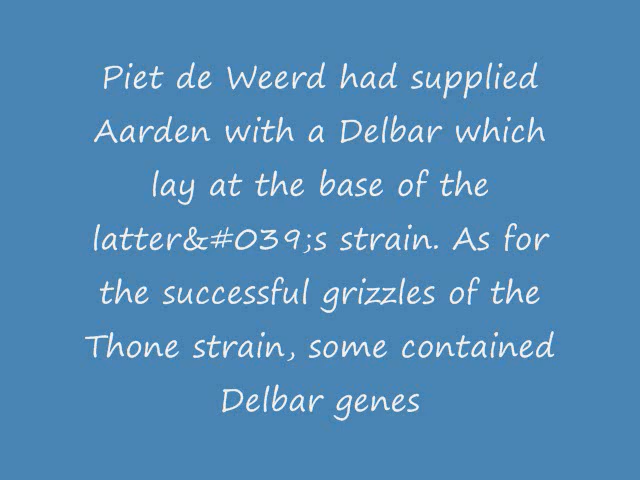 Piet de Weerd had supplied
Aarden with a Delbar which
lay at the base of the
latter&#039;s strain. As for
the successful grizzles of the
Thone strain, some contained
Delbar genes